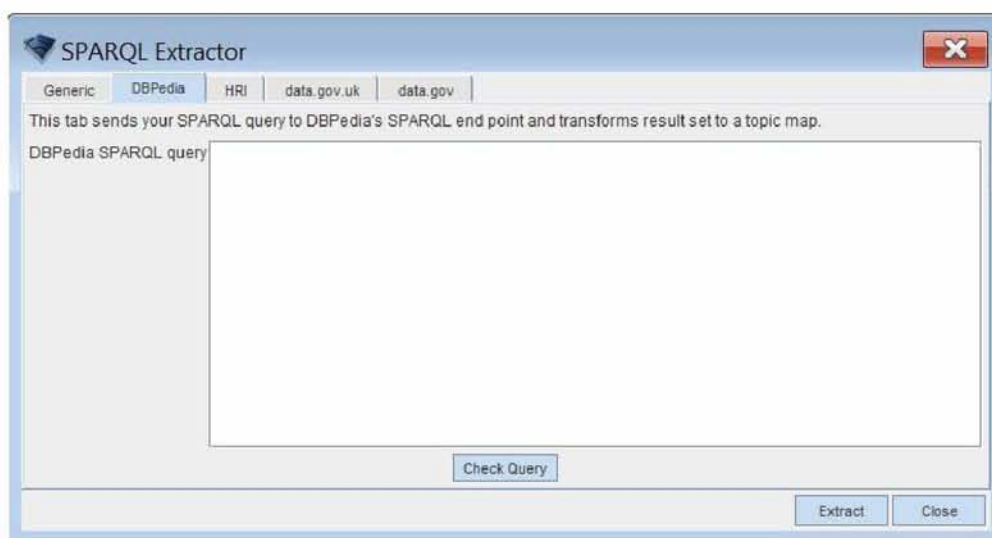 SPARQL Extractor
Generic DBPedia HRI data.gov.uk data.gov
This tab sends your SPARQL query to DBPedia's SPARQL end point and transforms result set to a topic map.
DBPedia SPARQL query
Check Query
Extract Close